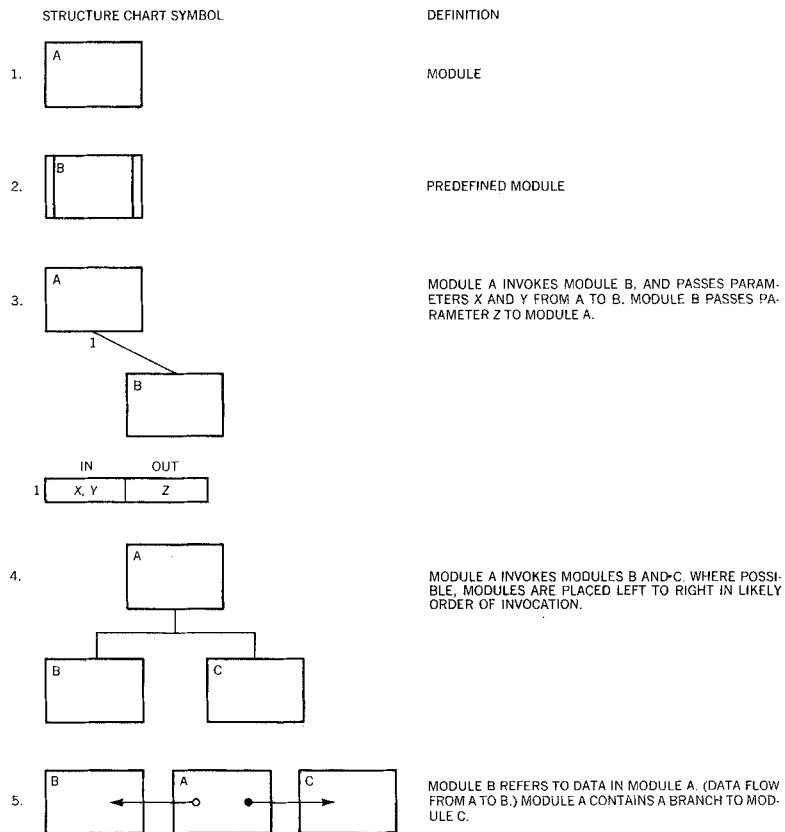 STRUCTURE CHART SYMBOL DEFINITION
A
1. MODULE
B
2. PREDEFINED MODULE
A
3. MODULE A INVOKES MODULE B, AND PASSES PARAM-
ETERS X AND Y FROM A TO B. MODULE B PASSES PA-
RAMETER Z TO MODULE A.
1
B
IN OUT
1 X, Y Z
A
4. MODULE A INVOKES MODULES B AND C. WHERE POSSI-
BLE, MODULES ARE PLACED LEFT TO RIGHT IN LIKELY
ORDER OF INVOCATION.
B C
B A C
5. MODULE B REFERS TO DATA IN MODULE A. (DATA FLOW
FROM A TO B.) MODULE A CONTAINS A BRANCH TO MOD-
ULE C.